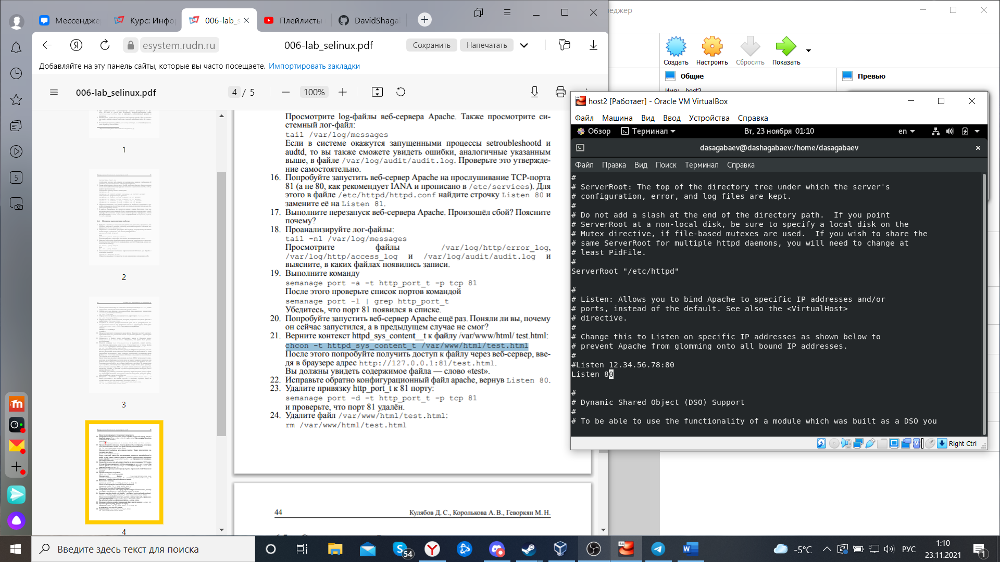 Мессендже
Курс: Инфо
006-lab_s
Плейлисты
DavidShaga
еджер
esystem.rudn.ru
006-lab_selinux.pdf
Сохранить
Напечатать
Добавляйте на эту панель сайты, которые вы часто посещаете. Импортировать закладки
006-lab_selinux.pdf
4 / 5
100%
1
2
3
4
5
Просмотрите log-файлы веб-сервера Apache. Также просмотрите си-
стемный лог-файл:
tail /var/log/messages
Если в системе окажутся запущенными процессы setroubleshootd и
audtd, то вы также сможете увидеть ошибки, аналогичные указанным
выше, в файле /var/log/audit/audit.log. Проверьте это утвержде-
ние самостоятельно.
16. Попробуйте запустить веб-сервер Apache на прослушивание TCP-порта
81 (а не 80, как рекомендует IANA и прописано в /etc/services). Для
этого в файле /etc/httpd/httpd.conf найдите строчку Listen 80 и
замените её на Listen 81.
17. Выполните перезапуск веб-сервера Apache. Произошёл сбой? Поясните
почему?
18. Проанализируйте лог-файлы:
tail -nl /var/log/messages
Просмотрите файлы /var/log/http/error_log,
/var/log/http/access_log и /var/log/audit/audit.log и
выясните, в каких файлах появились записи.
19. Выполните команду
semanage port -a -t http_port_t -р tcp 81
После этого проверьте список портов командой
semanage port -l | grep http_port_t
Убедитесь, что порт 81 появился в списке.
20. Попробуйте запустить веб-сервер Apache ещё раз. Поняли ли вы, почему
он сейчас запустился, а в предыдущем случае не смог?
21. Верните контекст httpd_sys_cоntent__t к файлу /var/www/html/ test.html:
chcon -t httpd_sys_content_t /var/www/html/test.html
После этого попробуйте получить доступ к файлу через веб-сервер, вве-
дя в браузере адрес http://127.0.0.1:81/test.html.
Вы должны увидеть содержимое файла — слово «test».
22. Исправьте обратно конфигурационный файл apache, вернув Listen 80.
23. Удалите привязку http_port_t к 81 порту:
semanage port -d -t http_port_t -p tcp 81
и проверьте, что порт 81 удалён.
24. Удалите файл /var/www/html/test.html:
rm /var/www/html/test.html
44
Кулябов Д. С., Королькова А. В., Геворкян М. Н.
Создать
Настроить
Сбросить
Показать
Общие
Превью
Имя: host2
host2 [Работает] - Oracle VM VirtualBox
Файл Машина Вид Ввод Устройства Справка
Обзор
Терминал
Вт, 23 ноября 01:10
en
dasagabaev@dashagabaev:/home/dasagabaev
Файл Правка Вид Поиск Терминал Справка
#
# ServerRoot: The top of the directory tree under which the server's
# configuration, error, and log files are kept.
#
# Do not add a slash at the end of the directory path.  If you point
# ServerRoot at a non-local disk, be sure to specify a local disk on the
# Mutex directive, if file-based mutexes are used.  If you wish to share the
# same ServerRoot for multiple httpd daemons, you will need to change at
# least PidFile.
#
ServerRoot "/etc/httpd"
#
# Listen: Allows you to bind Apache to specific IP addresses and/or
# ports, instead of the default. See also the <VirtualHost>
# directive.
#
# Change this to Listen on specific IP addresses as shown below to
# prevent Apache from glomming onto all bound IP addresses.
#
#Listen 12.34.56.78:80
Listen 80
#
# Dynamic Shared Object (DSO) Support
#
# To be able to use the functionality of a module which was built as a DSO you
Right Ctrl
Введите здесь текст для поиска
54
64
-5°C
РУС
1:10
23.11.2021
1